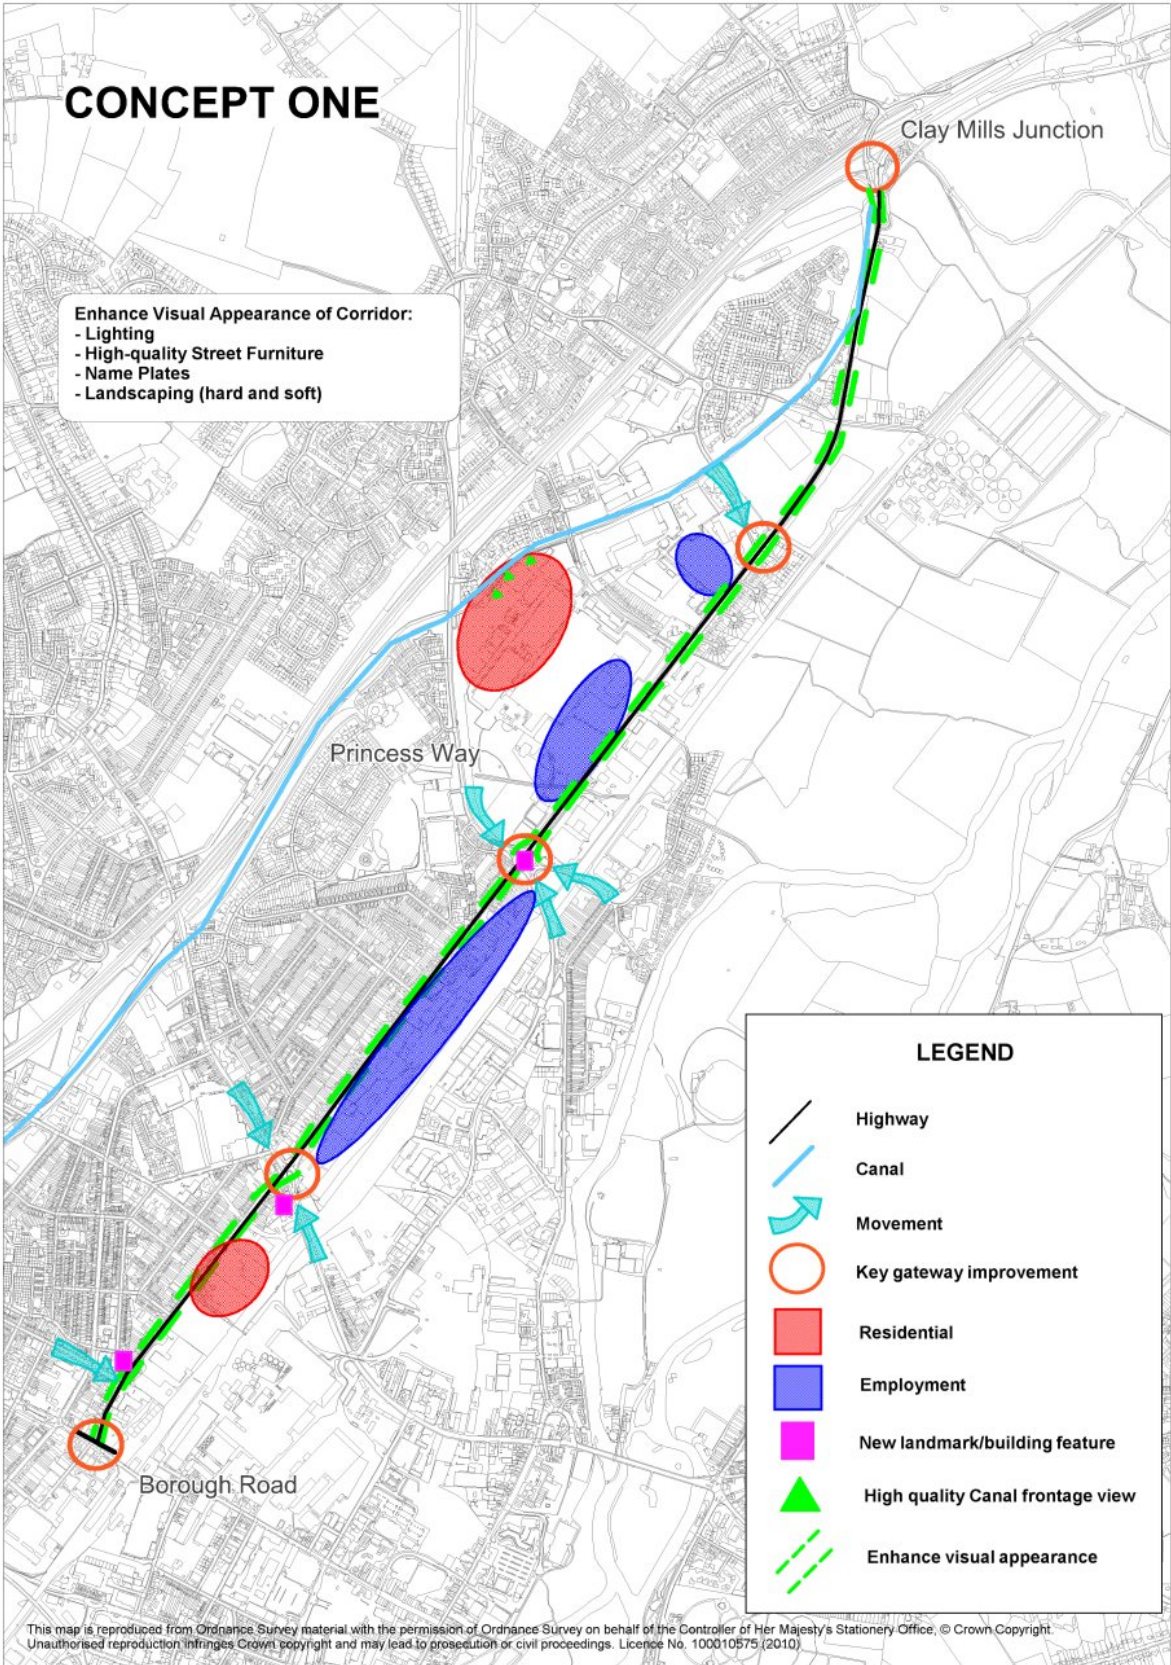 CONCEPT ONE
Clay Mills Junction
Enhance Visual Appearance of Corridor:
- Lighting
- High-quality Street Furniture
- Name Plates
- Landscaping (hard and soft)
Princess Way
Borough Road
LEGEND
Highway
Canal
Movement
Key gateway improvement
Residential
Employment
New landmark/building feature
High quality Canal frontage view
Enhance visual appearance
This map is reproduced from Ordnance Survey material with the permission of Ordnance Survey on behalf of the Controller of Her Majesty's Stationery Office, © Crown Copyright.
Unauthorised reproduction infringes Crown copyright and may lead to prosecution or civil proceedings. Licence No. 100010575 (2010)